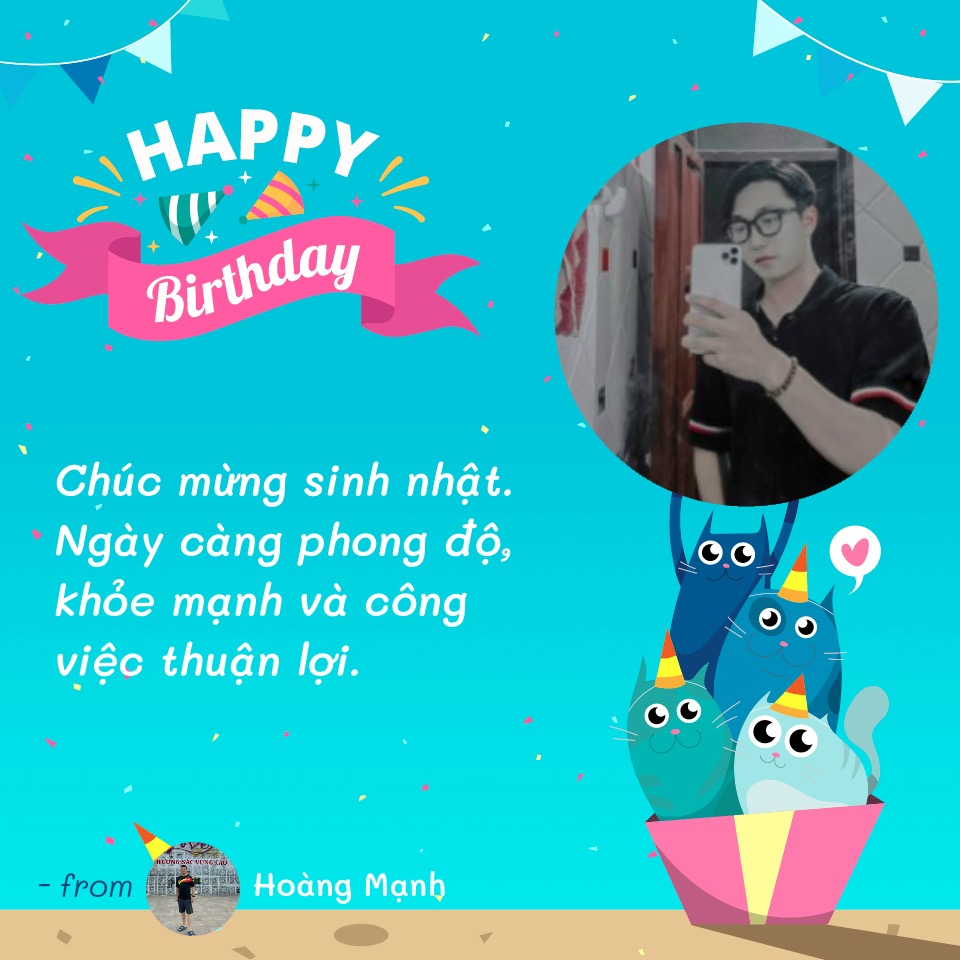 HAPPY
Birthday
Chúc mừng sinh nhật.
Ngày càng phong độ,
khỏe mạnh và công
việc thuận lợi.
- from Hoàng Mạnh